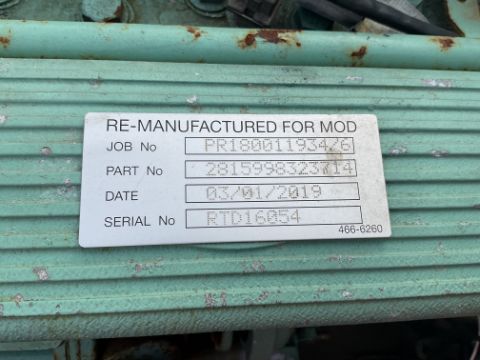 RE-MANUFACTURED FOR MOD
JOB No PR180011934/6
PART No 2815998323714
DATE 03/01/2019
SERIAL No RTD16054
466-6260